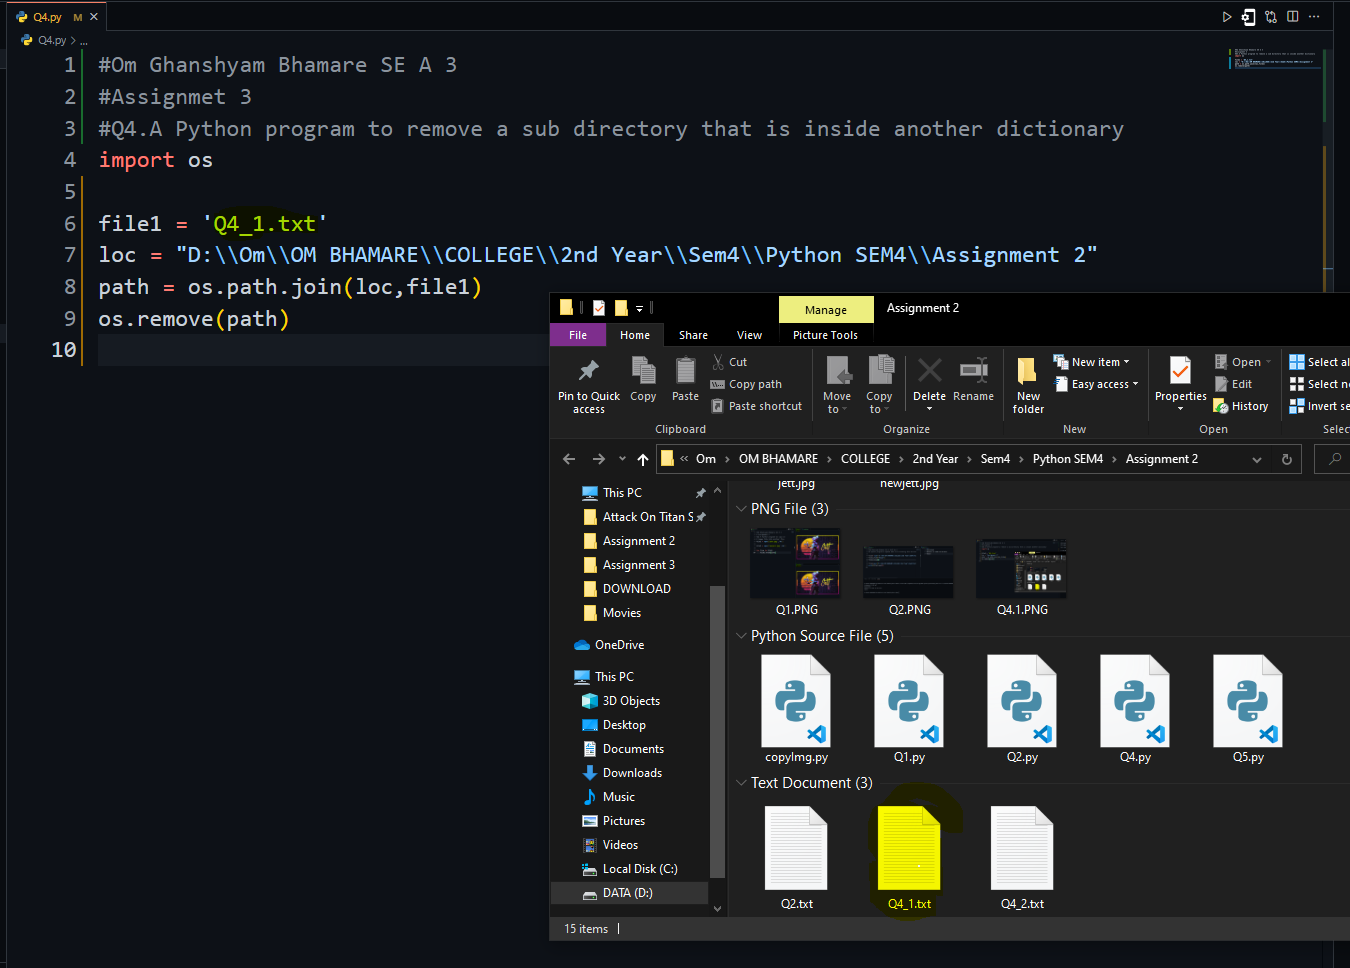 Q4.py M
Q4.py > ...
1 #Om Ghanshyam Bhamare SE A 3
2 #Assignmet 3
3 #Q4.A Python program to remove a sub directory that is inside another dictionary
4 import os
5
6 file1 = 'Q4_1.txt'
7 loc = "D:\\Om\\OM BHAMARE\\COLLEGE\\2nd Year\\Sem4\\Python SEM4\\Assignment 2"
8 path = os.path.join(loc,file1)
9 os.remove(path)
10
Manage Assignment 2
File Home Share View Picture Tools
Pin to Quick access
Copy
Paste
Cut
Copy path
Paste shortcut
Clipboard
Move to
Copy to
Delete
Rename
Organize
New folder
New item
Easy access
New
Properties
Open
Edit
History
Open
Select al
Select n
Invert se
Selec
« Om > OM BHAMARE > COLLEGE > 2nd Year > Sem4 > Python SEM4 > Assignment 2
This PC
Attack On Titan S
Assignment 2
Assignment 3
DOWNLOAD
Movies
OneDrive
This PC
3D Objects
Desktop
Documents
Downloads
Music
Pictures
Videos
Local Disk (C:)
DATA (D:)
jett.jpg newjett.jpg
PNG File (3)
Q1.PNG Q2.PNG Q4.1.PNG
Python Source File (5)
copyImg.py Q1.py Q2.py Q4.py Q5.py
Text Document (3)
Q2.txt Q4_1.txt Q4_2.txt
15 items